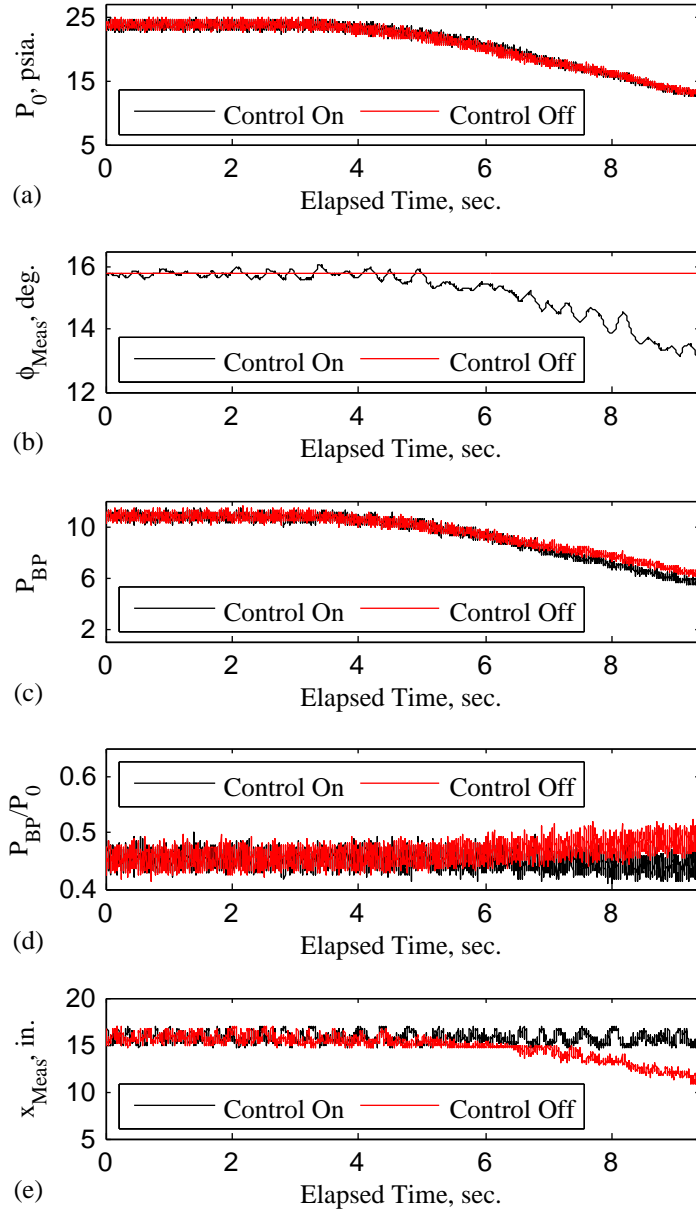 25
15
5
P0, psia.
Control On
Control Off
0 2 4 6 8
(a)
Elapsed Time, sec.
16
14
12
ϕMeas, deg.
Control On
Control Off
0 2 4 6 8
(b)
Elapsed Time, sec.
10
6
2
PBP
Control On
Control Off
0 2 4 6 8
(c)
Elapsed Time, sec.
0.6
0.5
0.4
PBP/P0
Control On
Control Off
0 2 4 6 8
(d)
Elapsed Time, sec.
20
15
10
5
xMeas, in.
Control On
Control Off
0 2 4 6 8
(e)
Elapsed Time, sec.